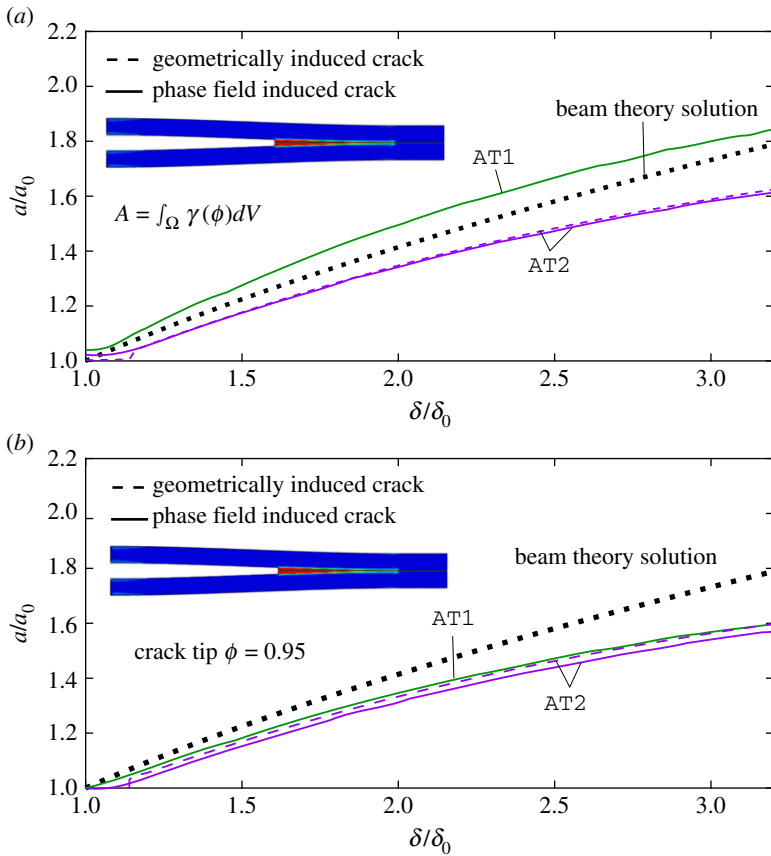 (a)
2.2
geometrically induced crack
phase field induced crack
2.0
beam theory solution
1.8
AT1
a/a₀
A = ∫Ω γ(ϕ)dV
1.6
AT2
1.4
1.2
1.0
1.0 1.5 2.0 2.5 3.0
δ/δ₀
(b)
2.2
geometrically induced crack
phase field induced crack
2.0
beam theory solution
1.8
a/a₀
AT1
1.6
crack tip ϕ = 0.95
AT2
1.4
1.2
1.0
1.0 1.5 2.0 2.5 3.0
δ/δ₀